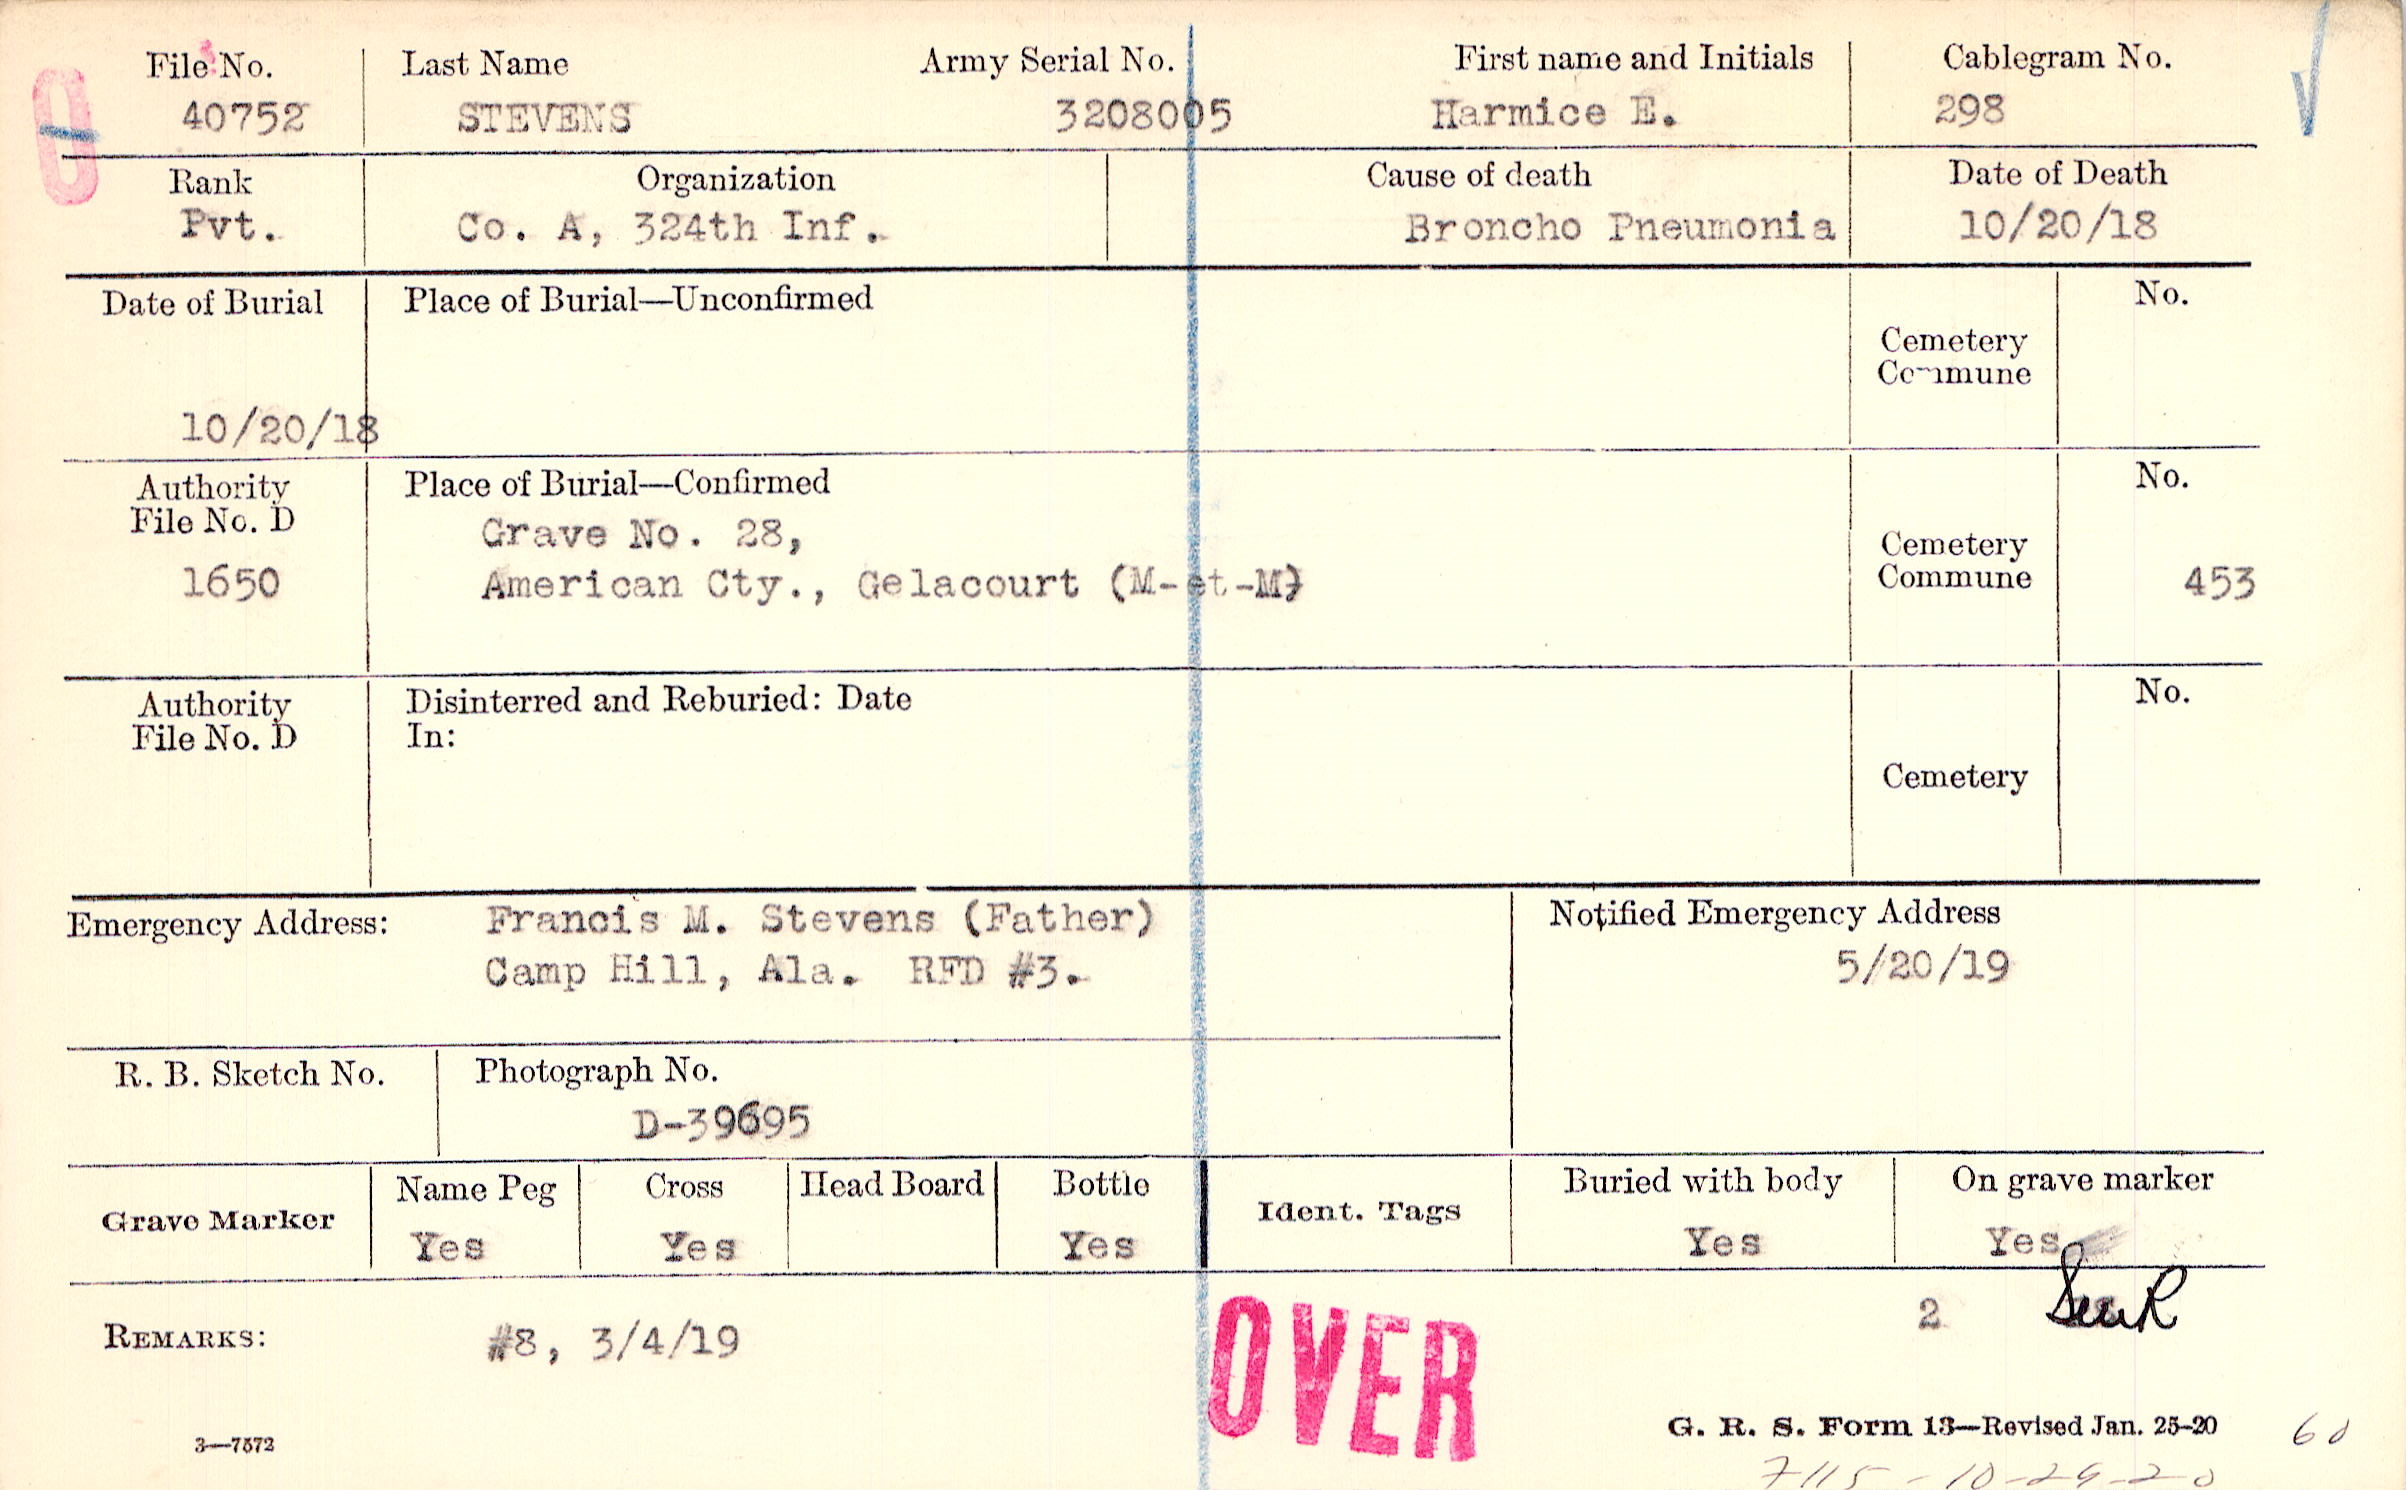 File No. Last Name Army Serial No. First name and Initials Cablegram No.
40752 STEVENS 3208005 Harmice E. 298
Rank Organization Cause of death Date of Death
Pvt. Co. A, 324th Inf. Broncho Pneumonia 10/20/18
Date of Burial Place of Burial—Unconfirmed No.
Cemetery
Commune
10/20/18
Authority Place of Burial—Confirmed No.
File No. D
Grave No. 28,
Cemetery
1650 American Cty., Gelacourt (M-et-M) Commune 453
Authority Disinterred and Reburied: Date No.
File No. D In:
Cemetery
Emergency Address: Francis M. Stevens (Father) Notified Emergency Address
Camp Hill, Ala. RFD #3. 5/20/19
R. B. Sketch No. Photograph No.
D-39695
Grave Marker Name Peg Cross Head Board Bottle Ident. Tags Buried with body On grave marker
Yes Yes Yes Yes Yes
2
REMARKS: #8, 3/4/19
OVER
3—7572 G. R. S. Form 13—Revised Jan. 25-20 60
7115-10-29-20